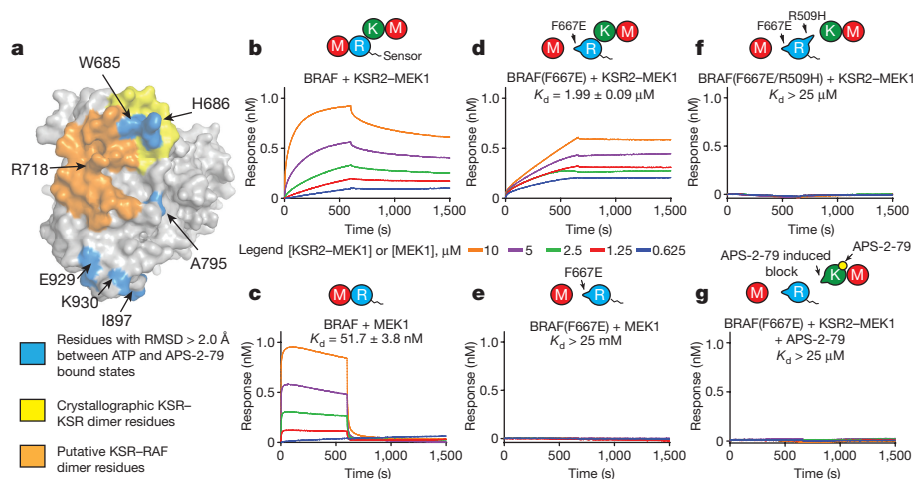 a
W685
H686
R718
A795
E929
K930
I897
Residues with RMSD > 2.0 Å
between ATP and APS-2-79
bound states
Crystallographic KSR–
KSR dimer residues
Putative KSR–RAF
dimer residues
b
K M
M R
Sensor
BRAF + KSR2–MEK1
Response (nM)
1.0
0.5
0
0 500 1,000 1,500
Time (s)
d
F667E
K M
M R
BRAF(F667E) + KSR2–MEK1
Kd = 1.99 ± 0.09 μM
Response (nM)
1.0
0.5
0
0 500 1,000 1,500
Time (s)
f
R509H
F667E
K M
M R
BRAF(F667E/R509H) + KSR2–MEK1
Kd > 25 μM
Response (nM)
1.0
0.5
0
0 500 1,000 1,500
Time (s)
Legend [KSR2–MEK1] or [MEK1], μM 10 5 2.5 1.25 0.625
c
M R
BRAF + MEK1
Kd = 51.7 ± 3.8 nM
Response (nM)
1.0
0.5
0
0 500 1,000 1,500
Time (s)
e
F667E
M R
BRAF(F667E) + MEK1
Kd > 25 mM
Response (nM)
1.0
0.5
0
0 500 1,000 1,500
Time (s)
g
APS-2-79
APS-2-79 induced
block
K M
M R
BRAF(F667E) + KSR2–MEK1
+ APS-2-79
Kd > 25 μM
Response (nM)
1.0
0.5
0
0 500 1,000 1,500
Time (s)